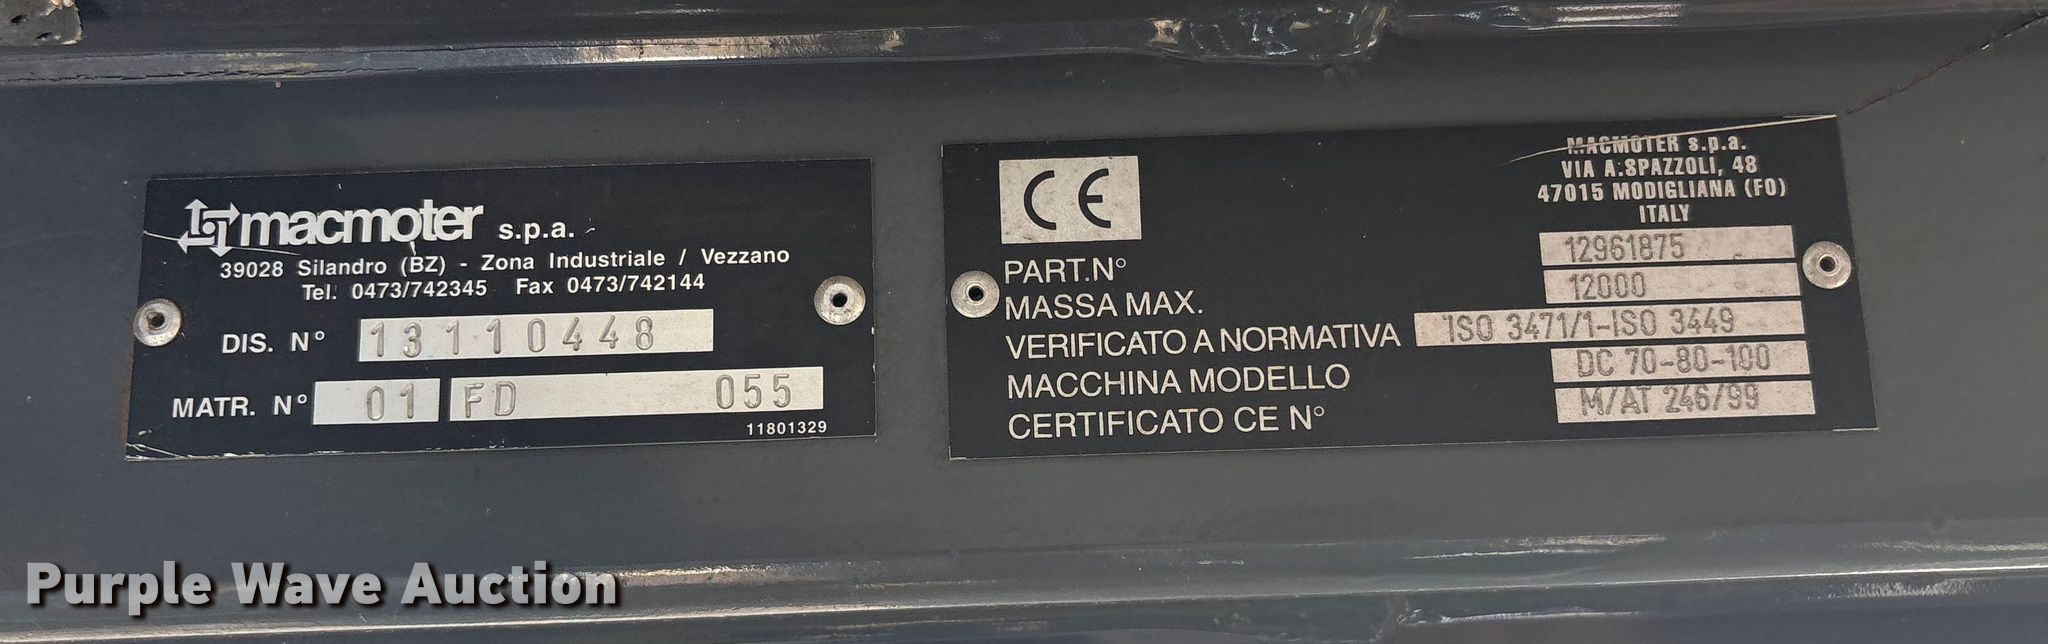 macmoter s.p.a.
39028 Silandro (BZ) - Zona Industriale / Vezzano
Tel. 0473/742345 Fax 0473/742144
DIS. N° 13110448
MATR. N° 01 FD 055
11801329
CE
MACMOTER s.p.a.
VIA A.SPAZZOLI, 48
47015 MODIGLIANA (FO)
ITALY
PART.N° 12961875
MASSA MAX. 12000
VERIFICATO A NORMATIVA ISO 3471/1-ISO 3449
MACCHINA MODELLO DC 70-80-100
CERTIFICATO CE N° M/AT 246/99
Purple Wave Auction